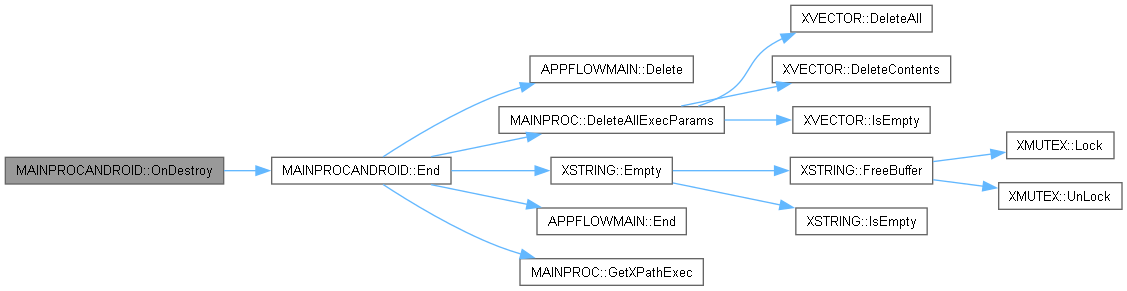 MAINPROCANDROID::OnDestroy
MAINPROCANDROID::End
APPFLOWMAIN::Delete
MAINPROC::DeleteAllExecParams
XVECTOR::DeleteAll
XVECTOR::DeleteContents
XVECTOR::IsEmpty
XSTRING::Empty
XSTRING::FreeBuffer
XMUTEX::Lock
XMUTEX::UnLock
XSTRING::IsEmpty
APPFLOWMAIN::End
MAINPROC::GetXPathExec